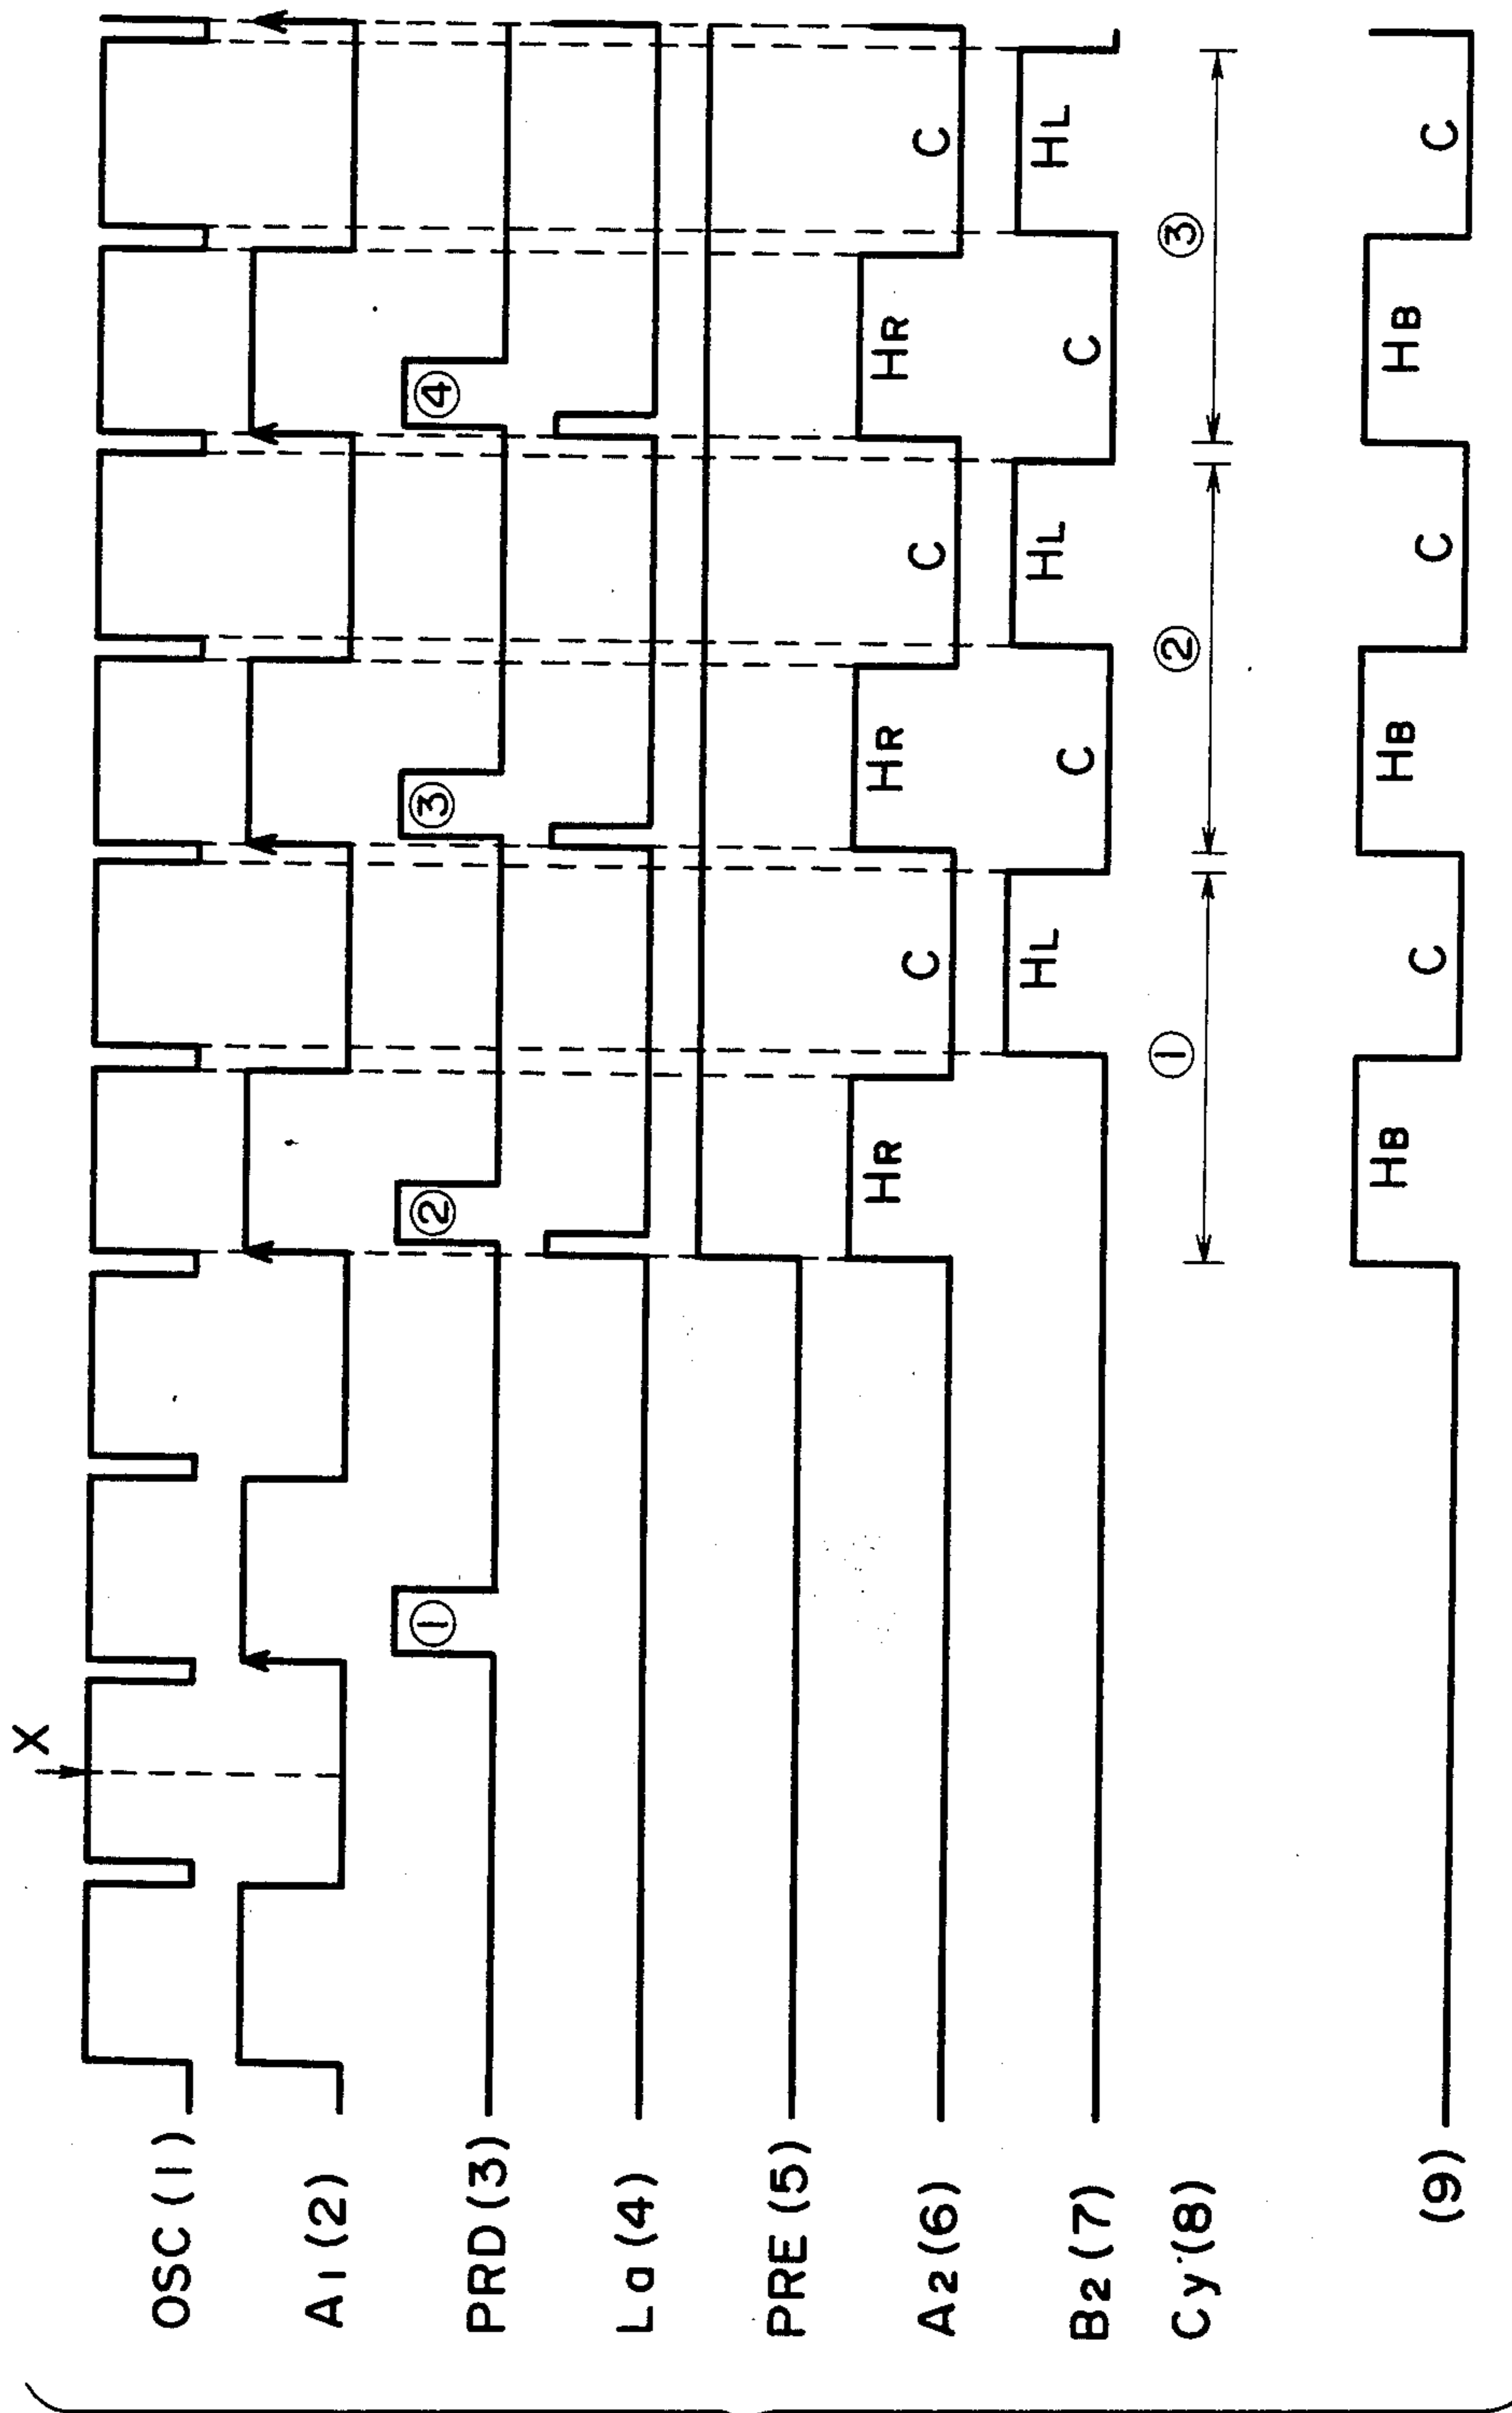 X
OSC (1)
A1 (2)
PRD (3) ① ② ③ ④
La (4)
PRE (5)
A2 (6) HR C HR C HR C
B2 (7) HL C HL C HL
Cy (8) ① ② ③
(9) HB C HB C HB C